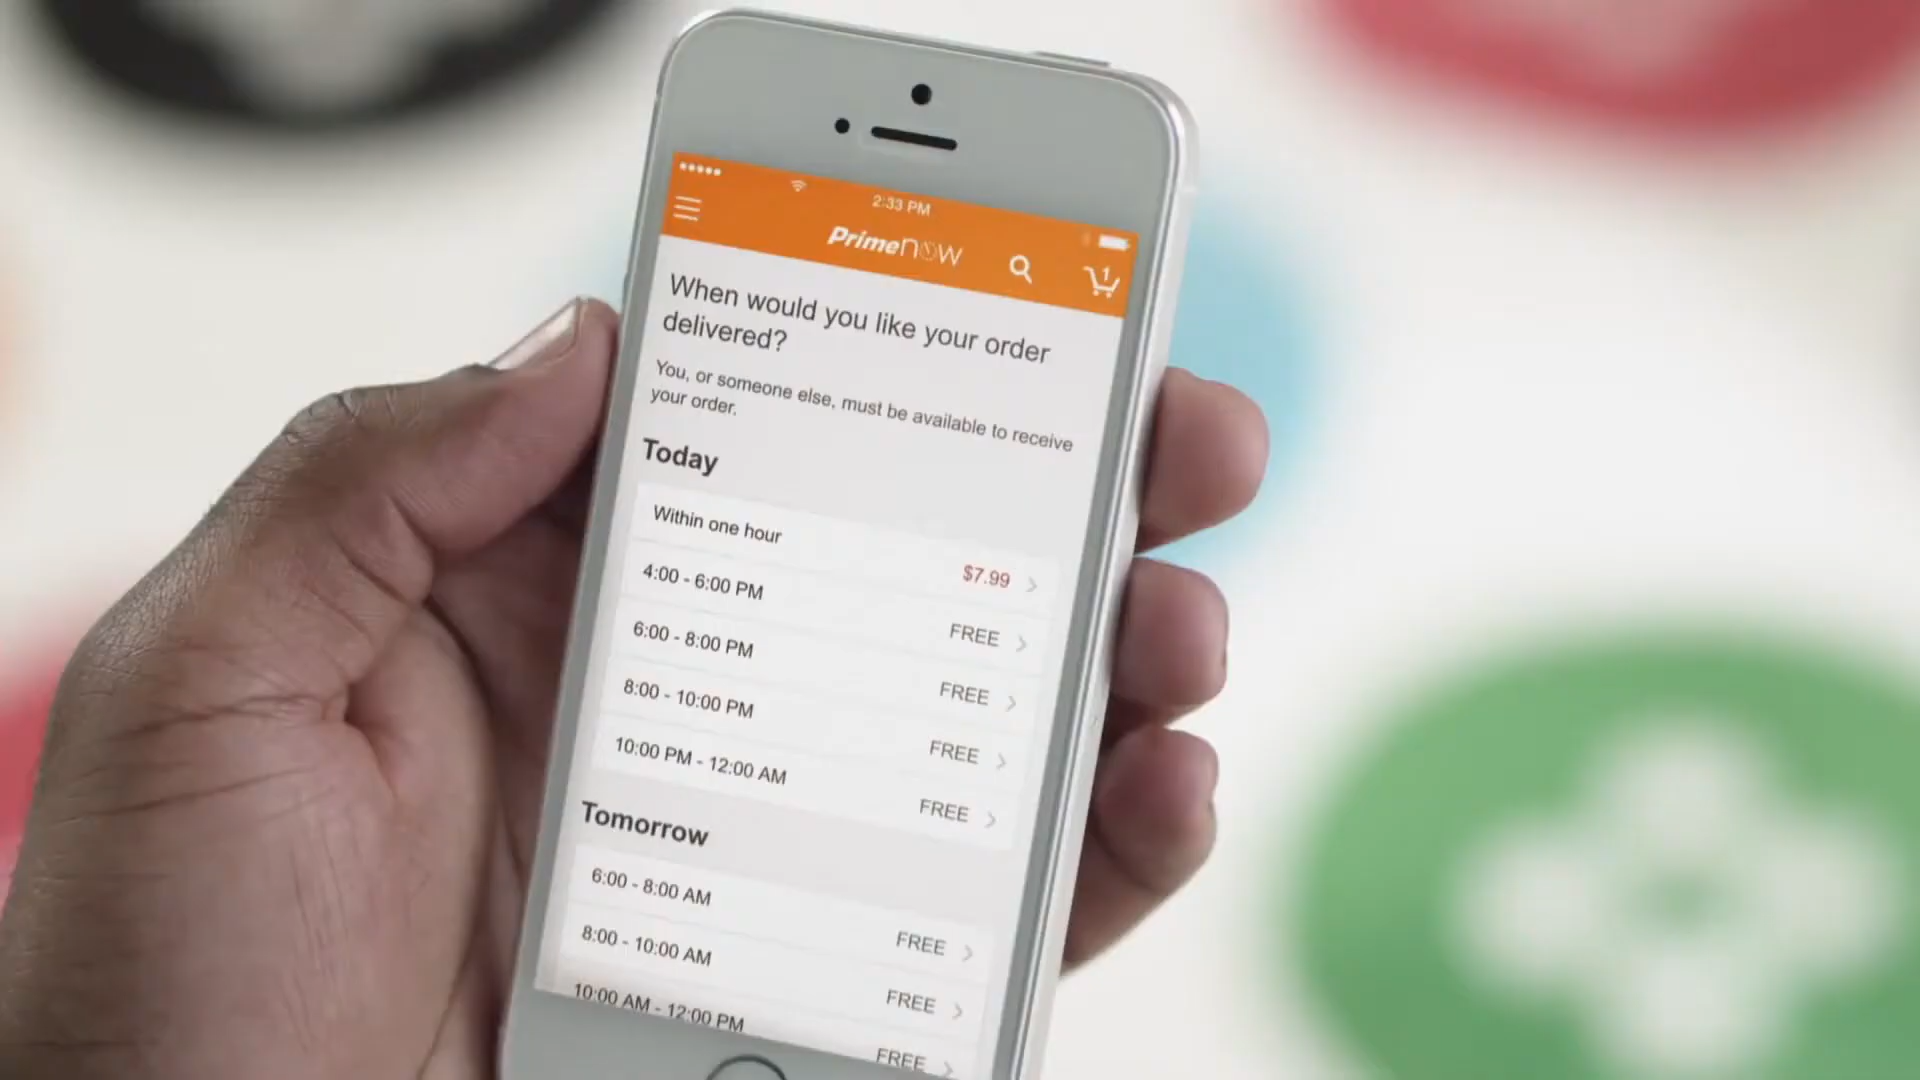 2:33 PM
Primenow
1
When would you like your order
delivered?
You, or someone else, must be available to receive
your order.
Today
Within one hour $7.99
4:00 - 6:00 PM FREE
6:00 - 8:00 PM FREE
8:00 - 10:00 PM FREE
10:00 PM - 12:00 AM FREE
Tomorrow
6:00 - 8:00 AM FREE
8:00 - 10:00 AM FREE
10:00 AM - 12:00 PM FREE